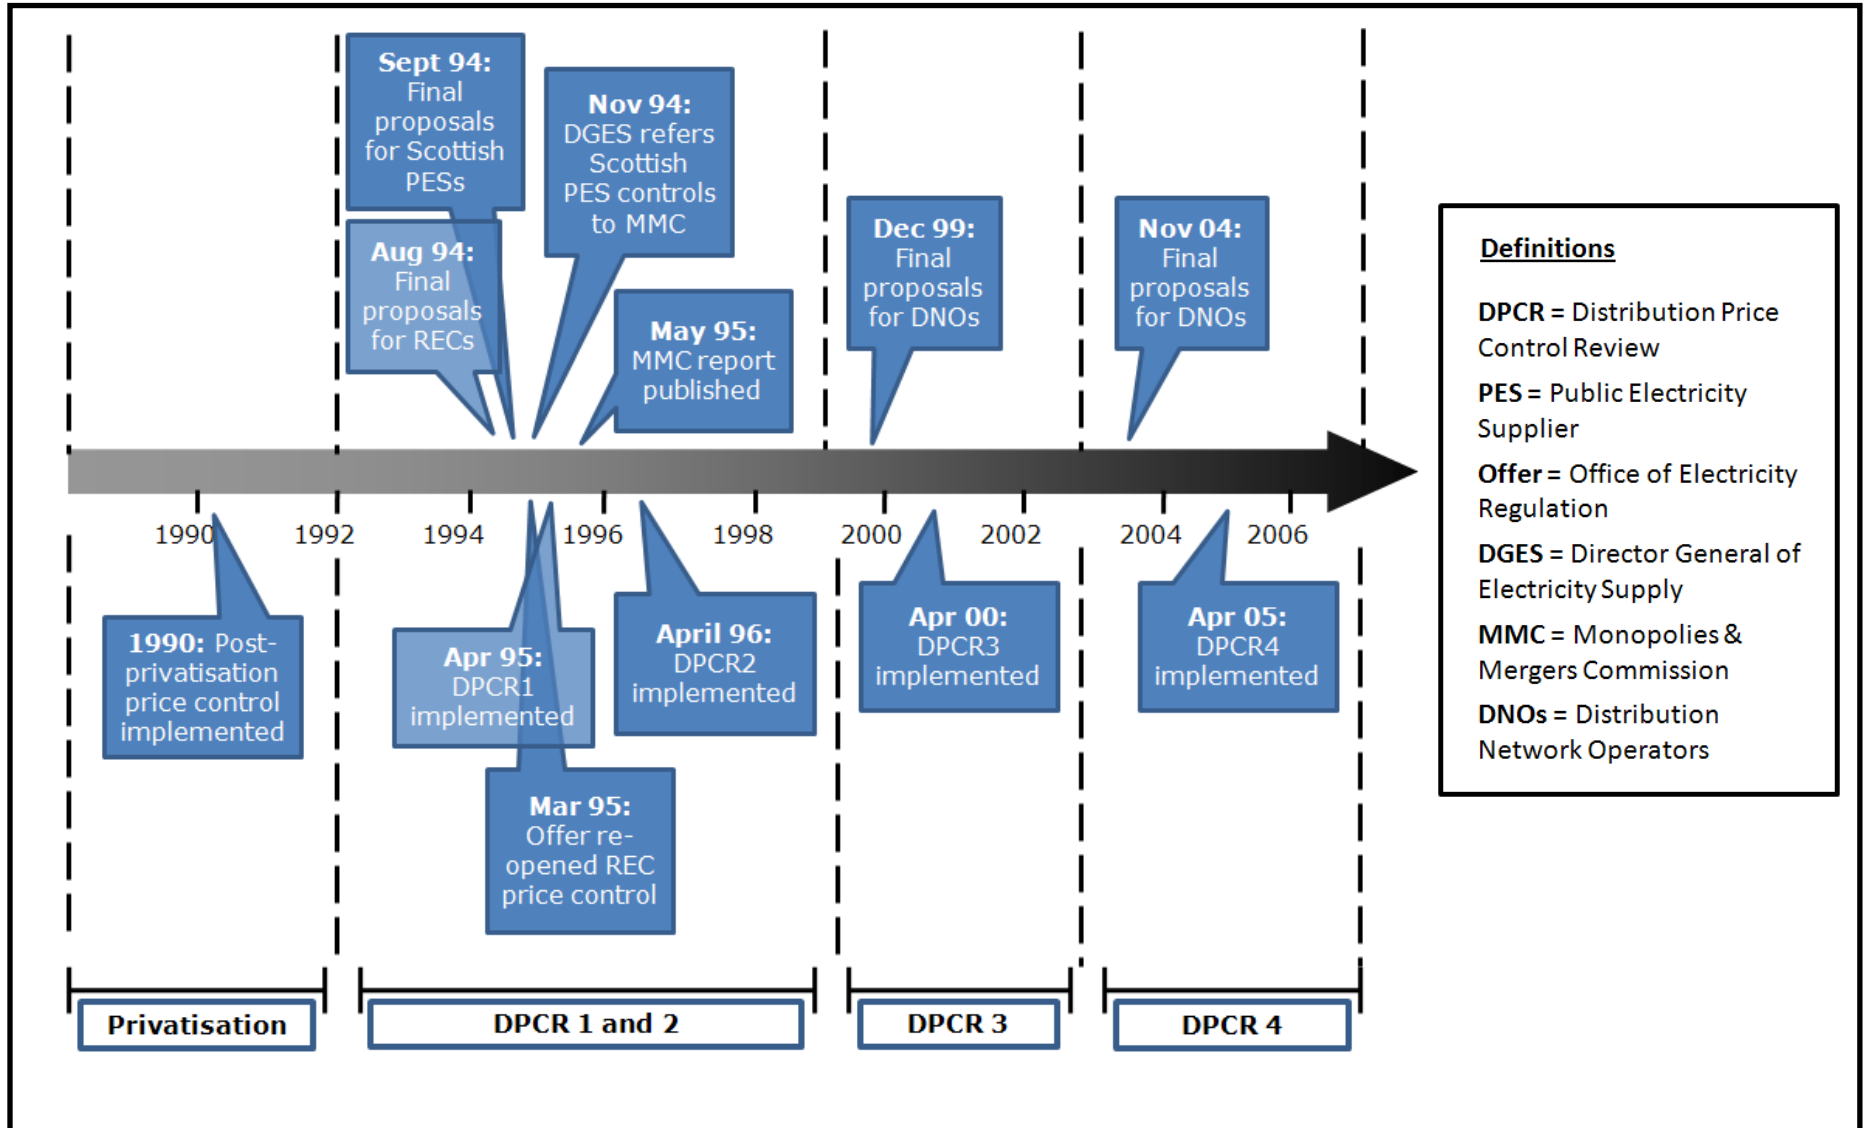 Sept 94:
Final
proposals
for Scottish
PESs
Nov 94:
DGES refers
Scottish
PES controls
to MMC
Aug 94:
Final
proposals
for RECs
May 95:
MMC report
published
Dec 99:
Final
proposals
for DNOs
Nov 04:
Final
proposals
for DNOs
1990
1992
1994
1996
1998
2000
2002
2004
2006
1990: Post-
privatisation
price control
implemented
Apr 95:
DPCR1
implemented
Mar 95:
Offer re-
opened REC
price control
April 96:
DPCR2
implemented
Apr 00:
DPCR3
implemented
Apr 05:
DPCR4
implemented
Privatisation
DPCR 1 and 2
DPCR 3
DPCR 4
Definitions
DPCR = Distribution Price
Control Review
PES = Public Electricity
Supplier
Offer = Office of Electricity
Regulation
DGES = Director General of
Electricity Supply
MMC = Monopolies &
Mergers Commission
DNOs = Distribution
Network Operators